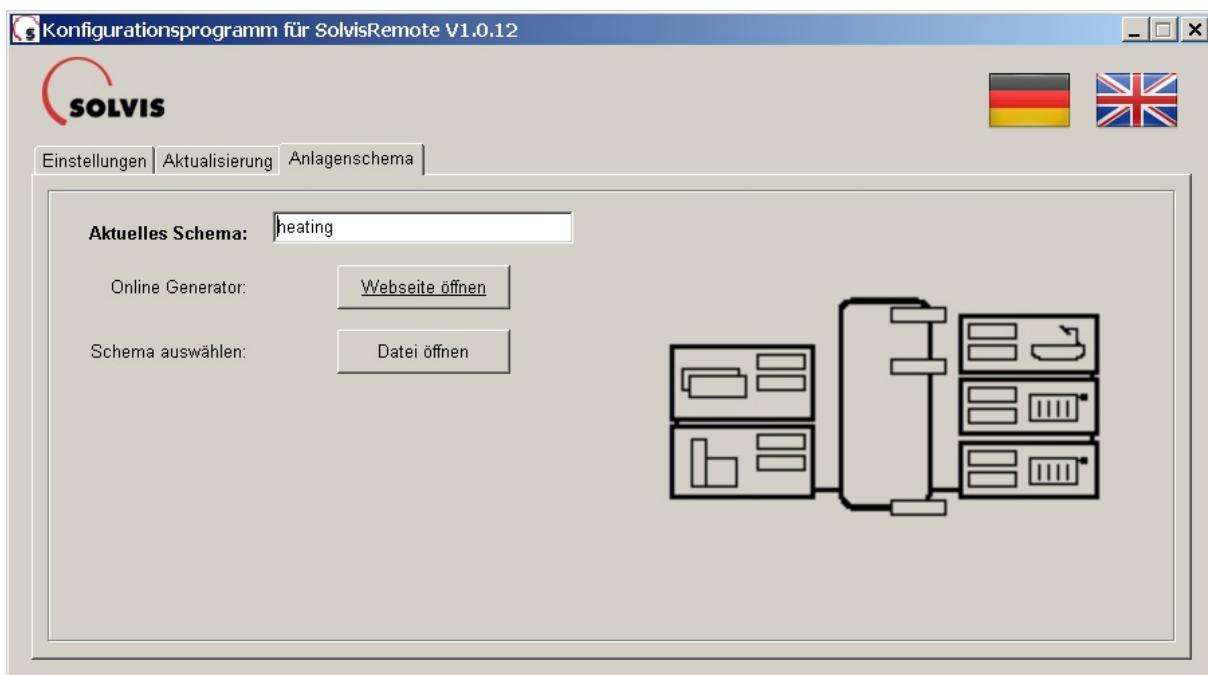 Konfigurationsprogramm für SolvisRemote V1.0.12
SOLVIS
Einstellungen Aktualisierung Anlagenschema
Aktuelles Schema: heating
Online Generator: Webseite öffnen
Schema auswählen: Datei öffnen